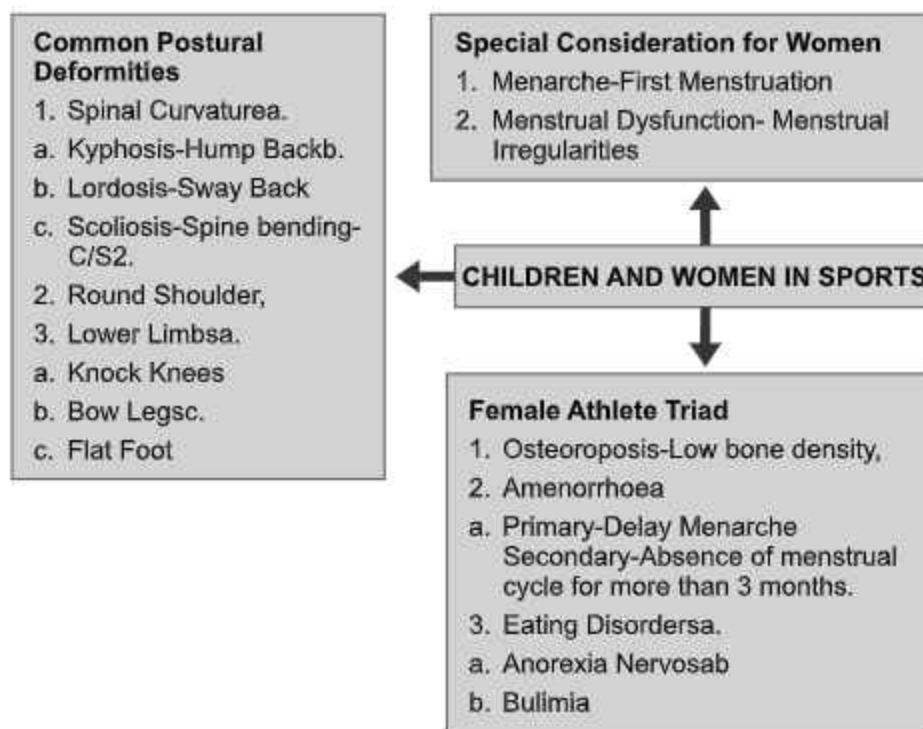 Common Postural
Deformities
1. Spinal Curvaturea.
a. Kyphosis-Hump Backb.
b. Lordosis-Sway Back
c. Scoliosis-Spine bending-
C/S2.
2. Round Shoulder,
3. Lower Limbsa.
a. Knock Knees
b. Bow Legsc.
c. Flat Foot
Special Consideration for Women
1. Menarche-First Menstruation
2. Menstrual Dysfunction- Menstrual
Irregularities
CHILDREN AND WOMEN IN SPORTS
Female Athlete Triad
1. Osteoroposis-Low bone density,
2. Amenorrhoea
a. Primary-Delay Menarche
Secondary-Absence of menstrual
cycle for more than 3 months.
3. Eating Disordersa.
a. Anorexia Nervosab
b. Bulimia